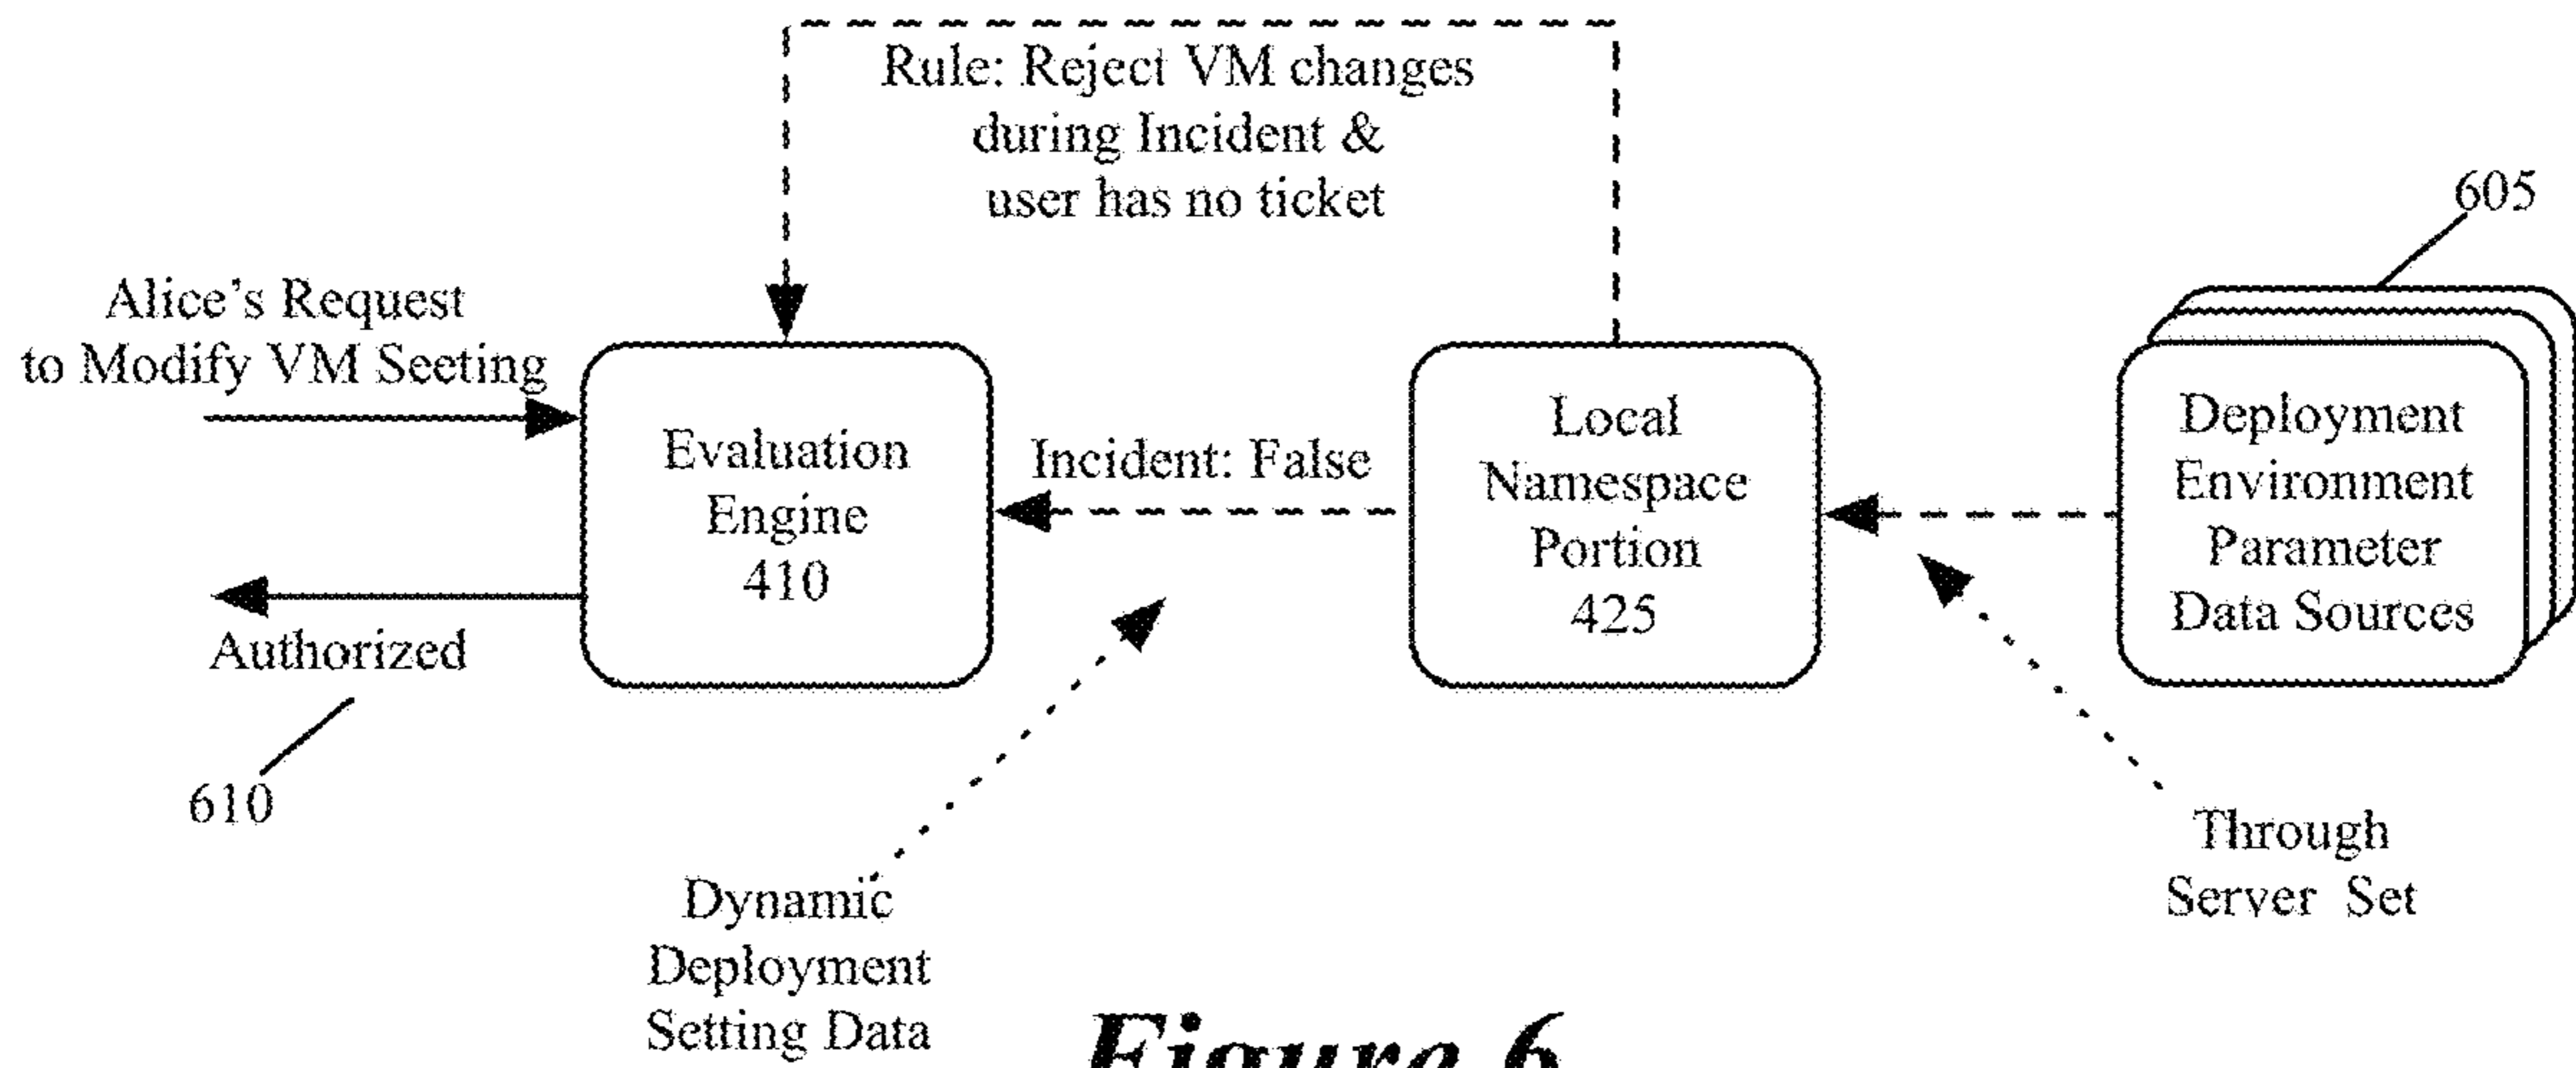 Rule: Reject VM changes
during Incident &
user has no ticket
605
Alice's Request
to Modify VM Seeting
Evaluation
Engine
410
Incident: False
Local
Namespace
Portion
425
Deployment
Environment
Parameter
Data Sources
Authorized
610
Dynamic
Deployment
Setting Data
Through
Server Set
Figure 6